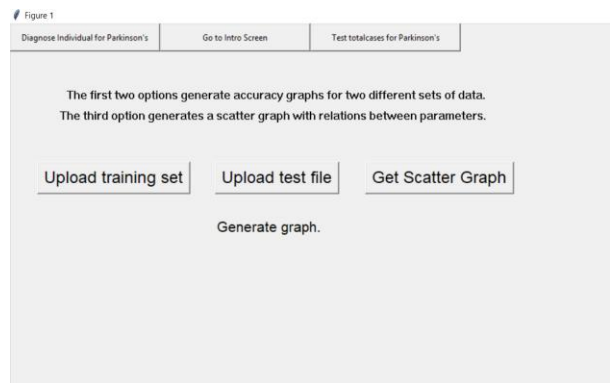 Figure 1
Diagnose Individual for Parkinson's Go to Intro Screen Test totalcases for Parkinson's
The first two options generate accuracy graphs for two different sets of data.
The third option generates a scatter graph with relations between parameters.
Upload training set Upload test file Get Scatter Graph
Generate graph.